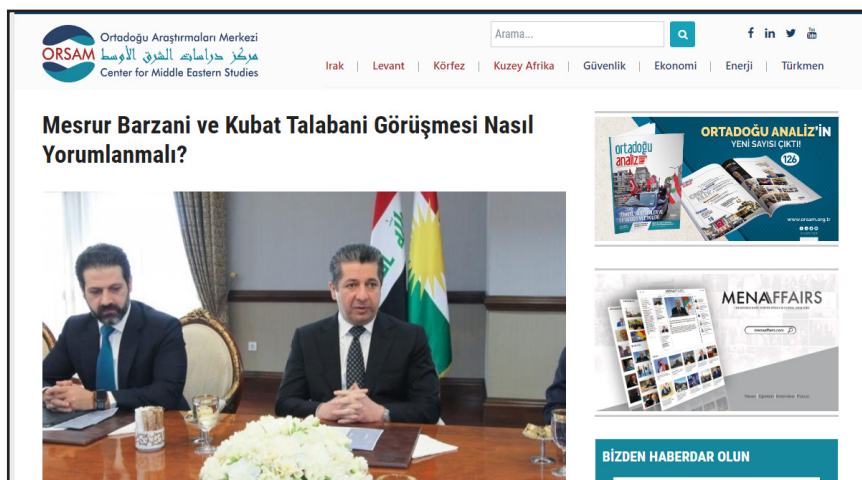 Ortadoğu Araştırmaları Merkezi
ORSAM
مركز دراسات الشرق الأوسط
Center for Middle Eastern Studies
Arama...
Irak | Levant | Körfez | Kuzey Afrika | Güvenlik | Ekonomi | Enerji | Türkmen
Mesrur Barzani ve Kubat Talabani Görüşmesi Nasıl
Yorumlanmalı?
ORTADOĞU ANALİZ'İN
YENİ SAYISI ÇIKTI!
126
ortadoğu
analiz
www.orsam.org.tr
MENAAFFAIRS
menaaffairs.com
BİZDEN HABERDAR OLUN